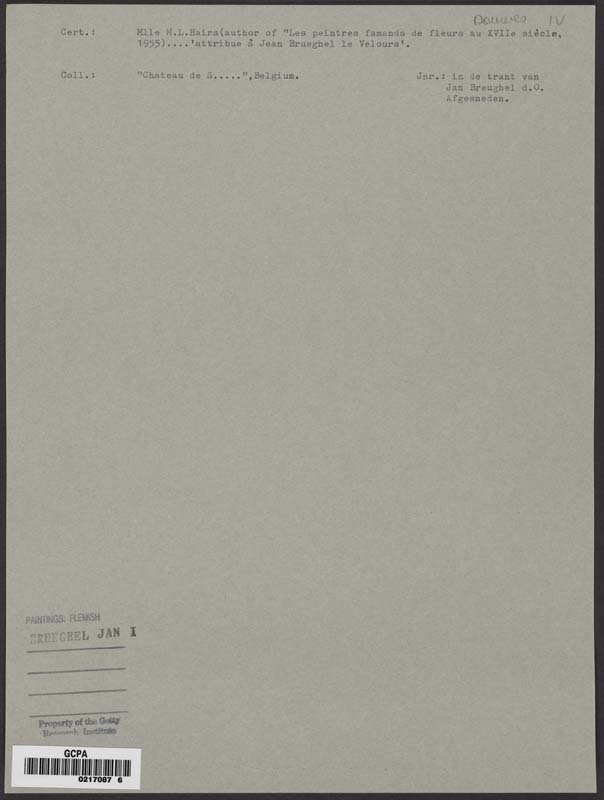 IV
Cert.: Mlle M.L.Hairs(author of "Les peintres famands de fleurs au XVIIe siècle,
1955)....'attribue à Jean Brueghel le Velours'.
Coll.: "Chateau de S.....",Belgium. Jnr.: in de trant van
Jan Breughel d.O.
Afgesneden.
PAINTINGS: FLEMISH
BRUEGHEL JAN I
Property of the Getty
Research Institute
GCPA
0217087 6